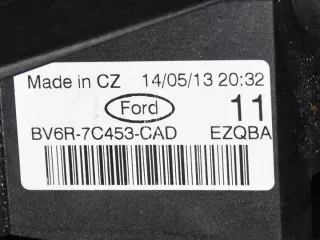 Made in CZ 14/05/13 20:32
Ford 11
BV6R-7C453-CAD EZQBA